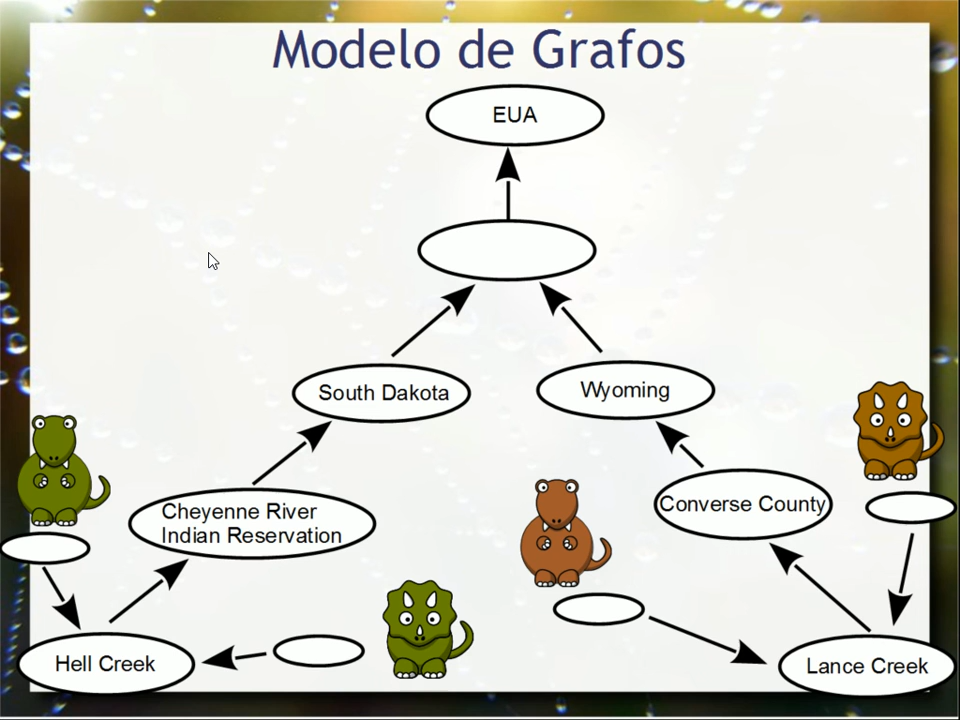 Modelo de Grafos
EUA
South Dakota
Wyoming
Cheyenne River
Indian Reservation
Converse County
Hell Creek
Lance Creek